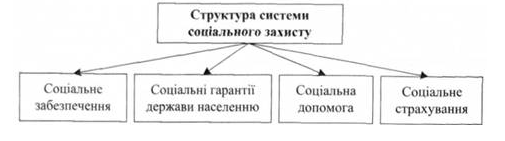 Структура системи
соціального захисту
Соціальне
забезпечення
Соціальні гарантії
держави населенню
Соціальна
допомога
Соціальне
страхування